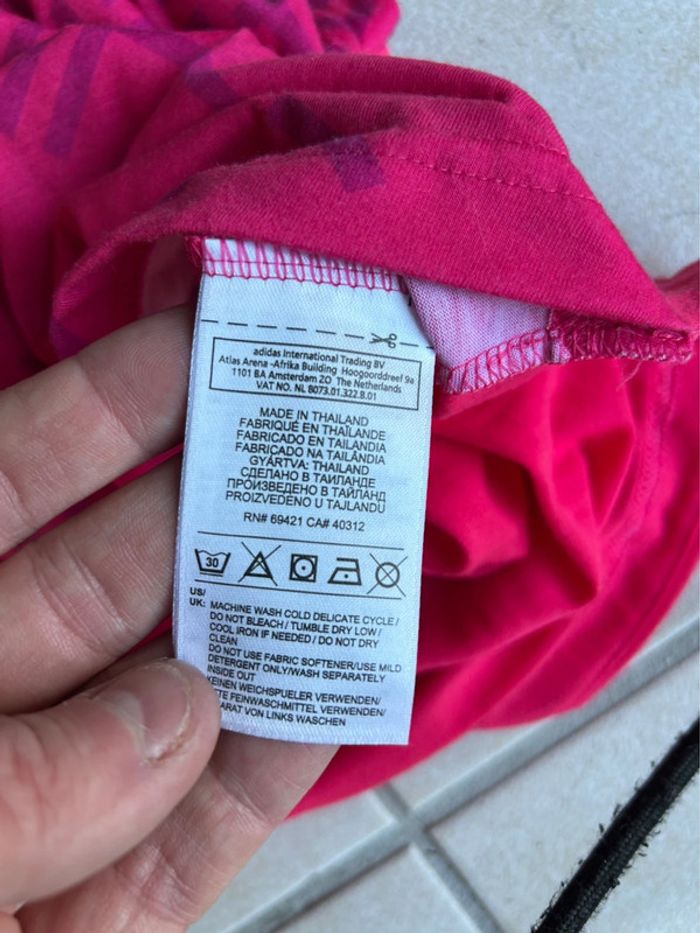 adidas International Trading BV
Atlas Arena -Afrika Building Hoogoorddreef 9a
1101 BA Amsterdam ZO The Netherlands
VAT NO. NL 8073.01.322.B.01
MADE IN THAILAND
FABRIQUÉ EN THAÏLANDE
FABRICADO EN TAILANDIA
FABRICADO NA TAILÂNDIA
GYÁRTVA: THAILAND
СДЕЛАНО В ТАИЛАНДЕ
ПРОИЗВЕДЕНО В ТАЙЛАНД
PROIZVEDENO U TAJLANDU
RN# 69421 CA# 40312
30
US/
UK: MACHINE WASH COLD DELICATE CYCLE /
DO NOT BLEACH / TUMBLE DRY LOW /
COOL IRON IF NEEDED / DO NOT DRY
CLEAN
DO NOT USE FABRIC SOFTENER/USE MILD
DETERGENT ONLY/WASH SEPARATELY
INSIDE OUT
KEINEN WEICHSPUELER VERWENDEN/
TE FEINWASCHMITTEL VERWENDEN/
ARAT VON LINKS WASCHEN